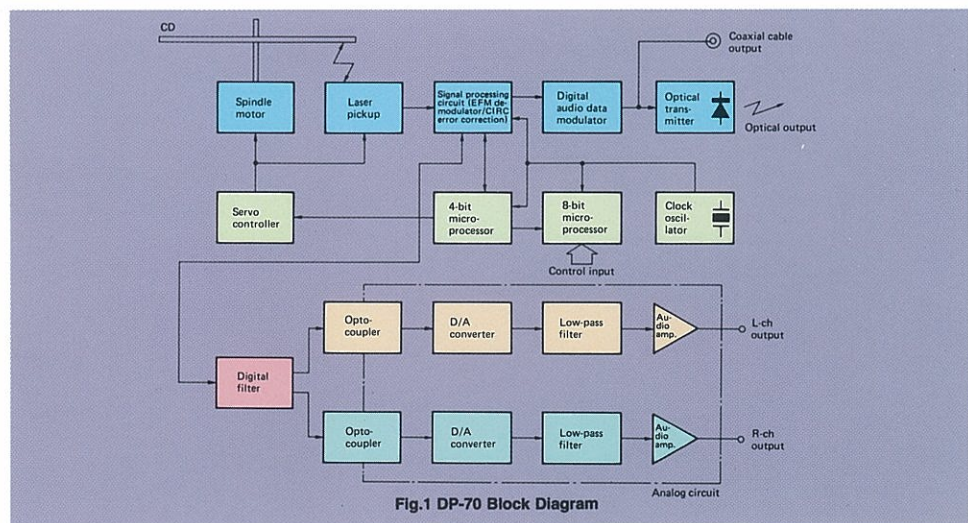 CD
Coaxial cable
output
Spindle
motor
Laser
pickup
Signal processing
circuit (EFM de-
modulator/CIRC
error correction)
Digital
audio data
modulator
Optical
trans-
mitter
Optical output
Servo
controller
4-bit
micro-
processor
8-bit
micro-
processor
Clock
oscil-
lator
Control input
Opto-
coupler
D/A
converter
Low-pass
filter
Au-
dio
amp.
L-ch
output
Digital
filter
Opto-
coupler
D/A
converter
Low-pass
filter
Au-
dio
amp.
R-ch
output
Analog circuit
Fig.1 DP-70 Block Diagram